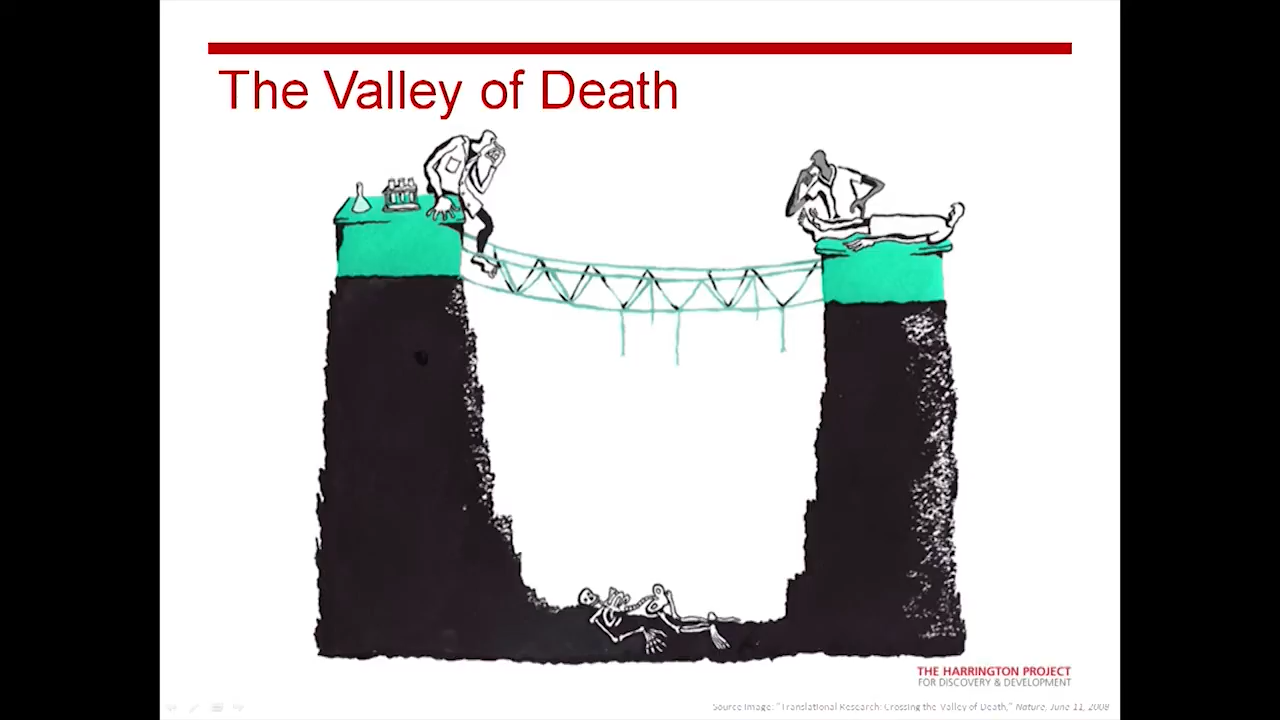 The Valley of Death
THE HARRINGTON PROJECT
FOR DISCOVERY & DEVELOPMENT
Source Image: "Translational Research: Crossing the Valley of Death," Nature, June 11, 2008